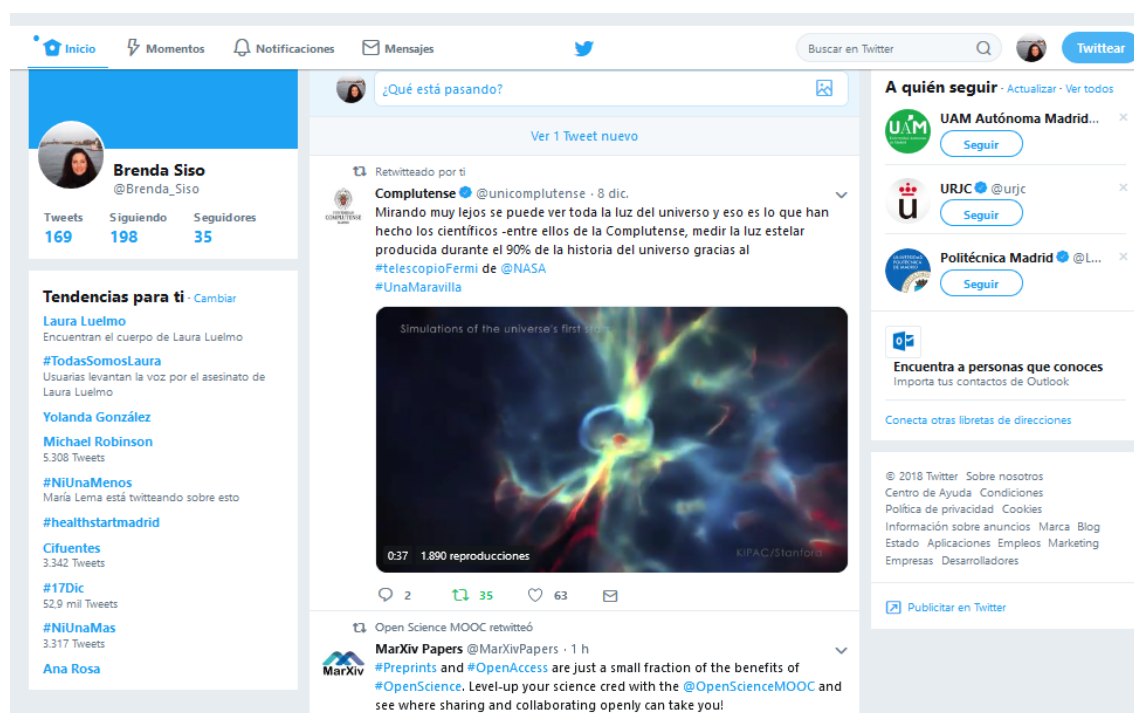 Inicio Momentos Notificaciones Mensajes Buscar en Twitter Twittear
Brenda Siso
@Brenda_Siso
Tweets Siguiendo Seguidores
169 198 35
Tendencias para ti · Cambiar
Laura Luelmo
Encuentran el cuerpo de Laura Luelmo
#TodasSomosLaura
Usuarias levantan la voz por el asesinato de
Laura Luelmo
Yolanda González
Michael Robinson
5.308 Tweets
#NiUnaMenos
María Lema está twitteando sobre esto
#healthstartmadrid
Cifuentes
3.342 Tweets
#17Dic
52,9 mil Tweets
#NiUnaMas
3.317 Tweets
Ana Rosa
¿Qué está pasando?
Ver 1 Tweet nuevo
Retwitteado por ti
Complutense @unicomplutense · 8 dic.
Mirando muy lejos se puede ver toda la luz del universo y eso es lo que han
hecho los científicos -entre ellos de la Complutense, medir la luz estelar
producida durante el 90% de la historia del universo gracias al
#telescopioFermi de @NASA
#UnaMaravilla
Simulations of the universe's first stars
0:37 1.890 reproducciones
KIPAC/Stanford
2 35 63
Open Science MOOC retwitteó
MarXiv Papers @MarXivPapers · 1 h
#Preprints and #OpenAccess are just a small fraction of the benefits of
#OpenScience. Level-up your science cred with the @OpenScienceMOOC and
see where sharing and collaborating openly can take you!
COMPLUTENSE
MarXiv
A quién seguir · Actualizar · Ver todos
UAM
UAM Autónoma Madrid...
Seguir
ü
URJC @urjc
Seguir
Politécnica Madrid @L...
Seguir
Encuentra a personas que conoces
Importa tus contactos de Outlook
Conecta otras libretas de direcciones
© 2018 Twitter Sobre nosotros
Centro de Ayuda Condiciones
Política de privacidad Cookies
Información sobre anuncios Marca Blog
Estado Aplicaciones Empleos Marketing
Empresas Desarrolladores
Publicitar en Twitter